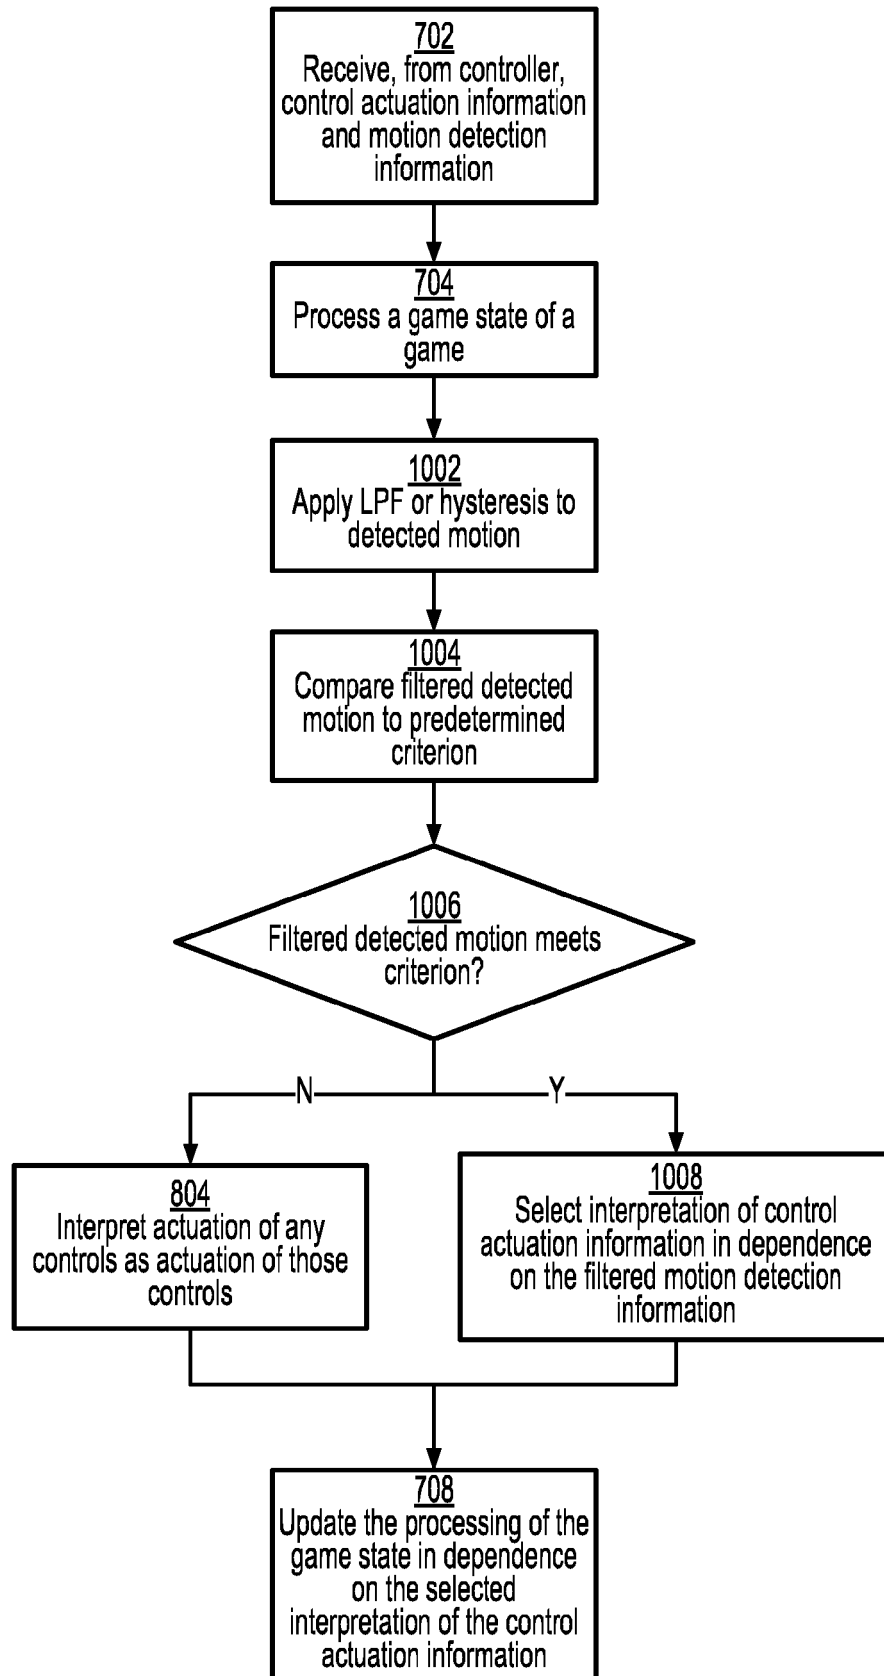 702
Receive, from controller,
control actuation information
and motion detection
information
704
Process a game state of a
game
1002
Apply LPF or hysteresis to
detected motion
1004
Compare filtered detected
motion to predetermined
criterion
1006
Filtered detected motion meets
criterion?
N
Y
804
Interpret actuation of any
controls as actuation of those
controls
1008
Select interpretation of control
actuation information in dependence
on the filtered motion detection
information
708
Update the processing of the
game state in dependence
on the selected
interpretation of the control
actuation information